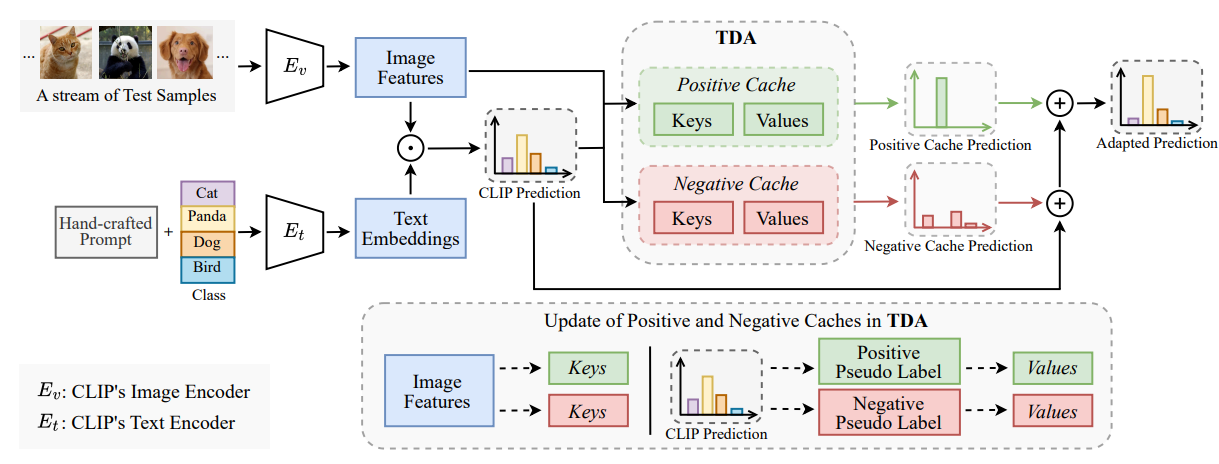 ... ...
A stream of Test Samples
E_v
Image
Features
CLIP Prediction
Hand-crafted
Prompt
+
Cat
Panda
Dog
Bird
Class
E_t
Text
Embeddings
TDA
Positive Cache
Keys Values
Negative Cache
Keys Values
Positive Cache Prediction
Negative Cache Prediction
+
+
Adapted Prediction
Update of Positive and Negative Caches in TDA
Image
Features
Keys
Keys
CLIP Prediction
Positive
Pseudo Label
Values
Negative
Pseudo Label
Values
E_v: CLIP's Image Encoder
E_t: CLIP's Text Encoder